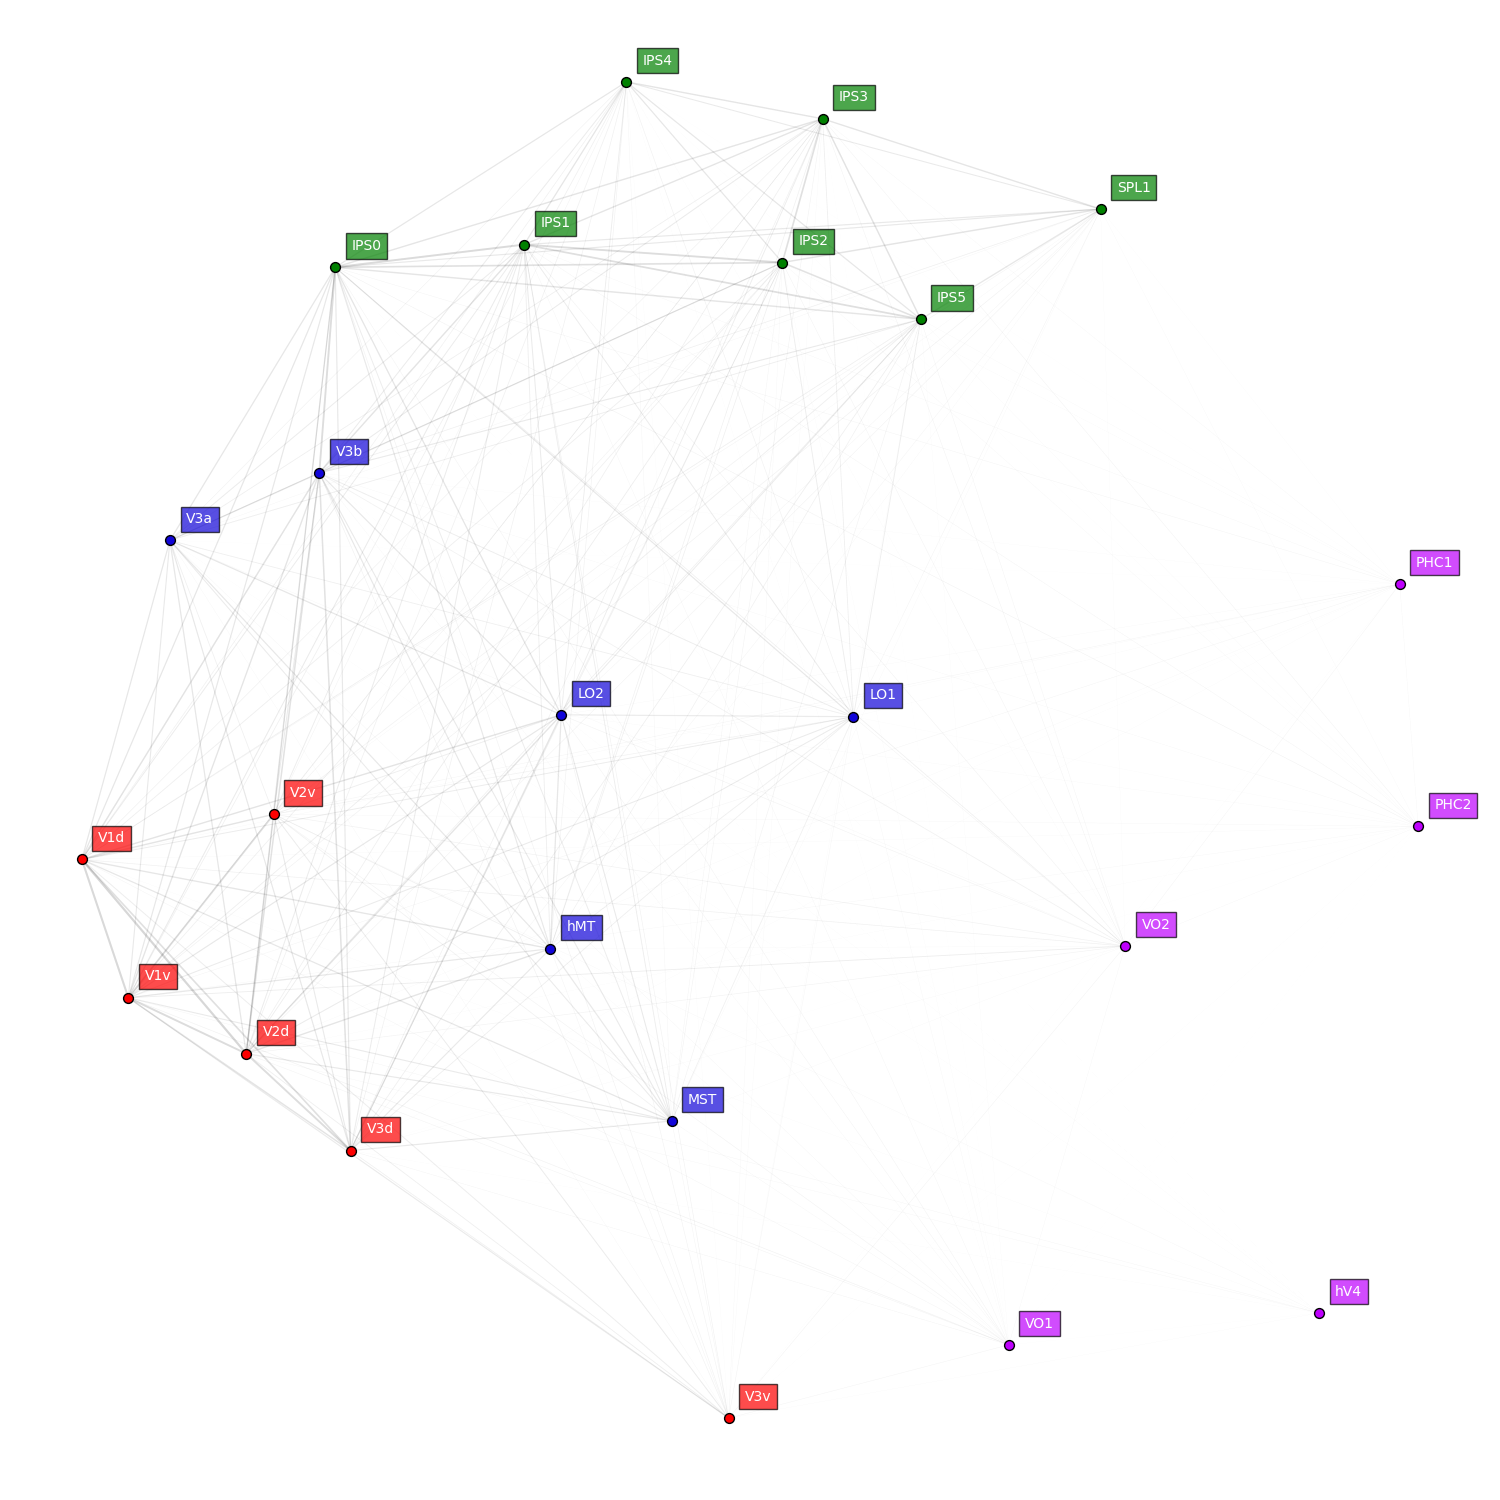 IPS4
IPS3
SPL1
IPS1
IPS2
IPS0
IPS5
V3b
V3a
PHC1
LO2
LO1
V2v
PHC2
V1d
hMT
VO2
V1v
V2d
MST
V3d
hV4
VO1
V3v